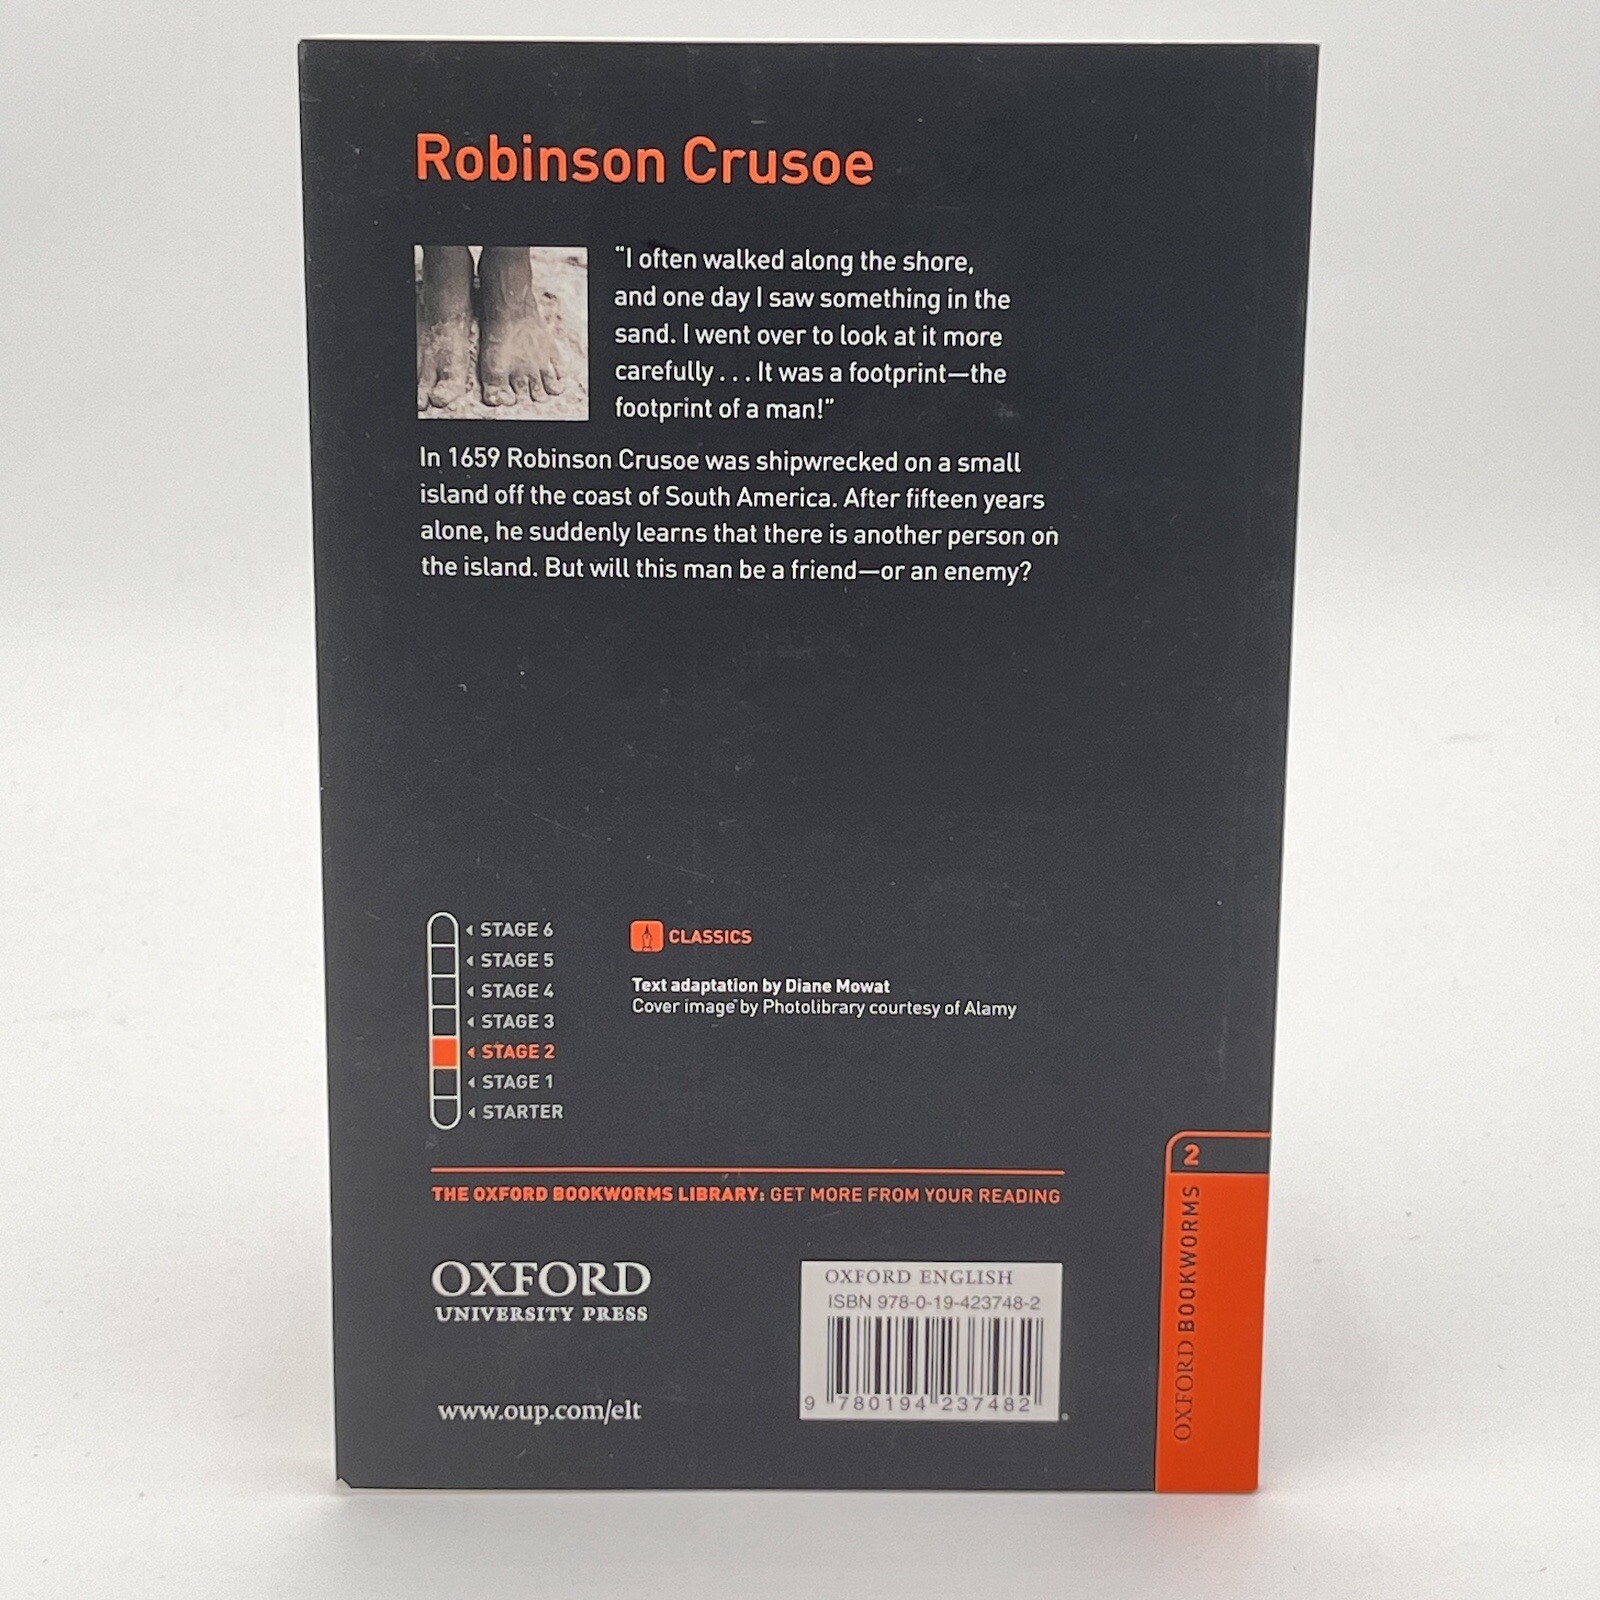 Robinson Crusoe
“I often walked along the shore,
and one day I saw something in the
sand. I went over to look at it more
carefully . . . It was a footprint—the
footprint of a man!”
In 1659 Robinson Crusoe was shipwrecked on a small
island off the coast of South America. After fifteen years
alone, he suddenly learns that there is another person on
the island. But will this man be a friend—or an enemy?
STAGE 6
STAGE 5
STAGE 4
STAGE 3
STAGE 2
STAGE 1
STARTER
CLASSICS
Text adaptation by Diane Mowat
Cover image by Photolibrary courtesy of Alamy
THE OXFORD BOOKWORMS LIBRARY: GET MORE FROM YOUR READING
OXFORD
UNIVERSITY PRESS
www.oup.com/elt
OXFORD ENGLISH
ISBN 978-0-19-423748-2
9 780194 237482
2
OXFORD BOOKWORMS